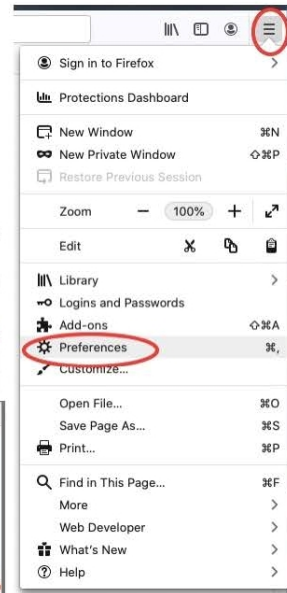 Sign in to Firefox
Protections Dashboard
New Window ⌘N
New Private Window ⇧⌘P
Restore Previous Session
Zoom − 100% +
Edit
Library
Logins and Passwords
Add-ons ⇧⌘A
Preferences ⌘,
Customize...
Open File... ⌘O
Save Page As... ⌘S
Print... ⌘P
Find in This Page... ⌘F
More
Web Developer
What's New
Help